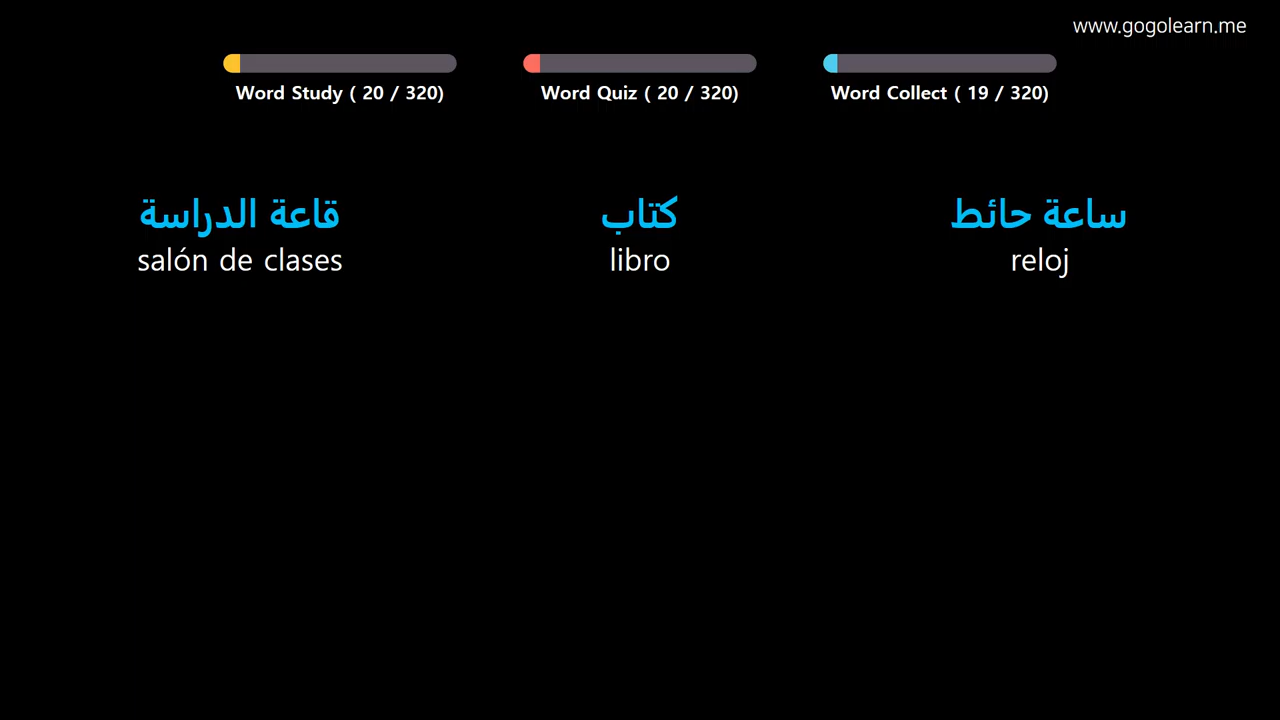 www.gogolearn.me
Word Study ( 20 / 320)
Word Quiz ( 20 / 320)
Word Collect ( 19 / 320)
قاعة الدراسة
salón de clases
كتاب
libro
ساعة حائط
reloj